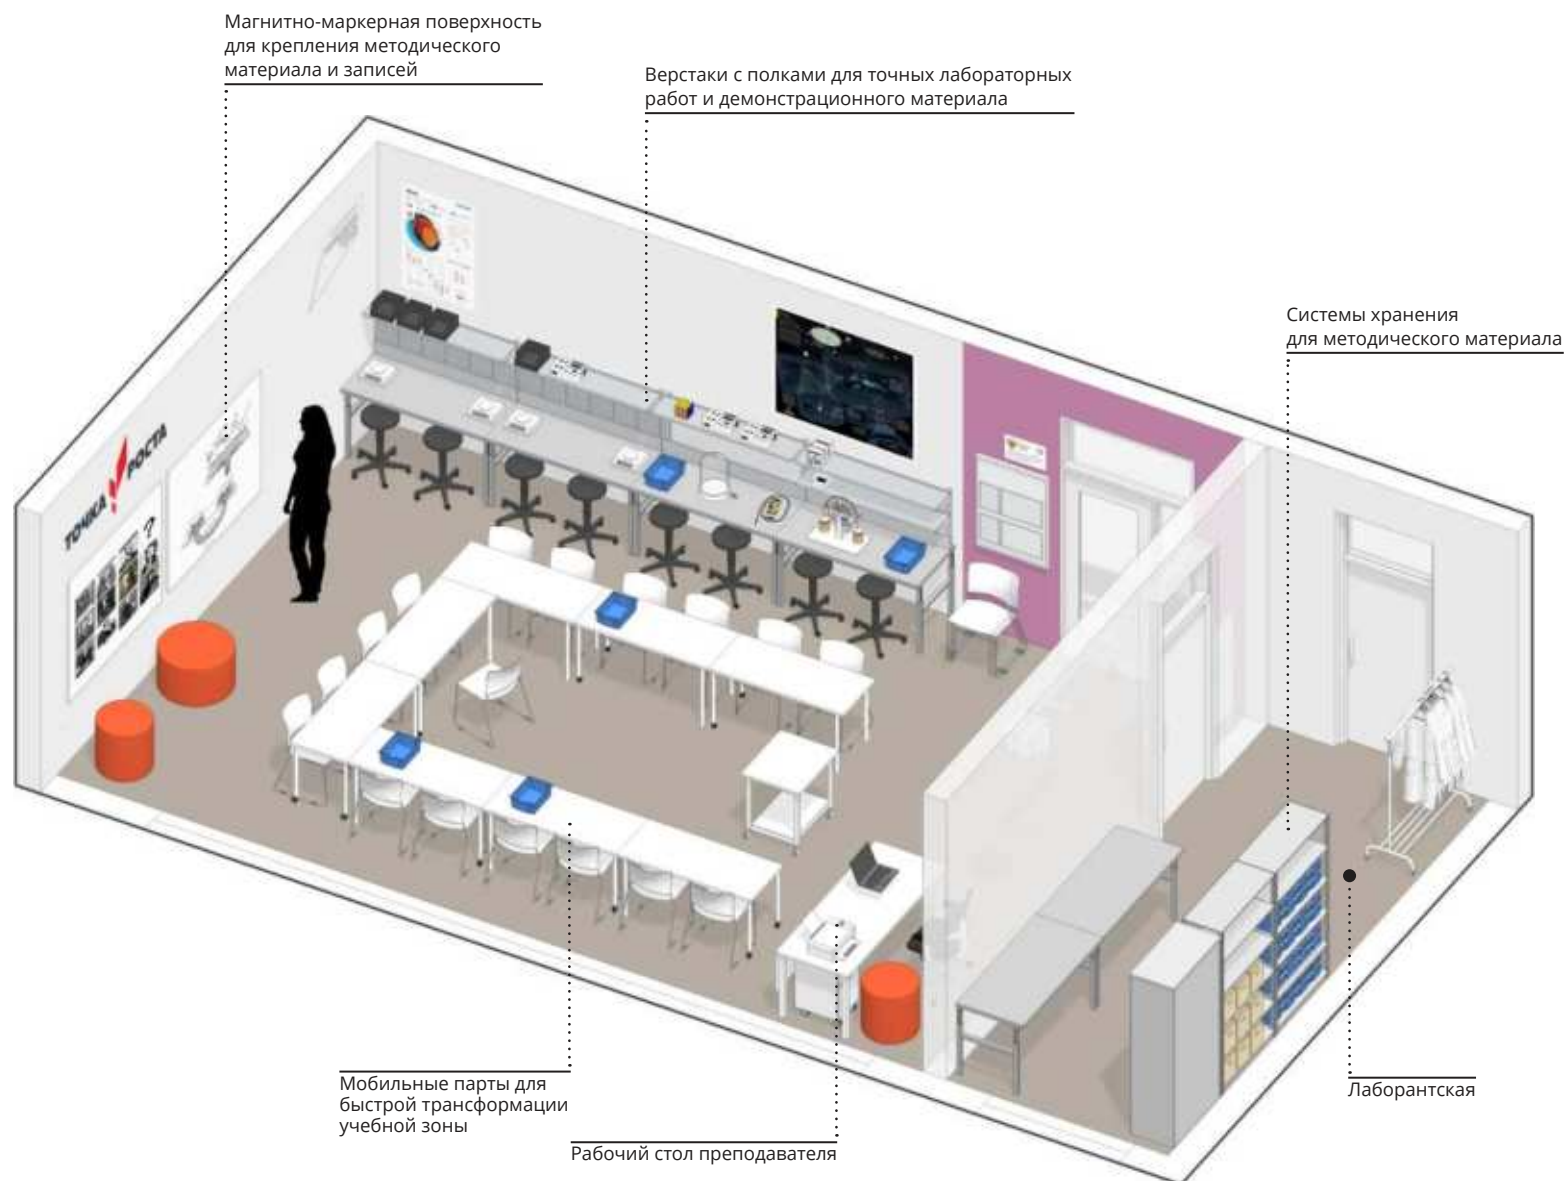 Магнитно-маркерная поверхность
для крепления методического
материала и записей
Верстаки с полками для точных лабораторных
работ и демонстрационного материала
Системы хранения
для методического материала
ТОЧКА РОСТА
?
Мобильные парты для
быстрой трансформации
учебной зоны
Рабочий стол преподавателя
Лаборантская